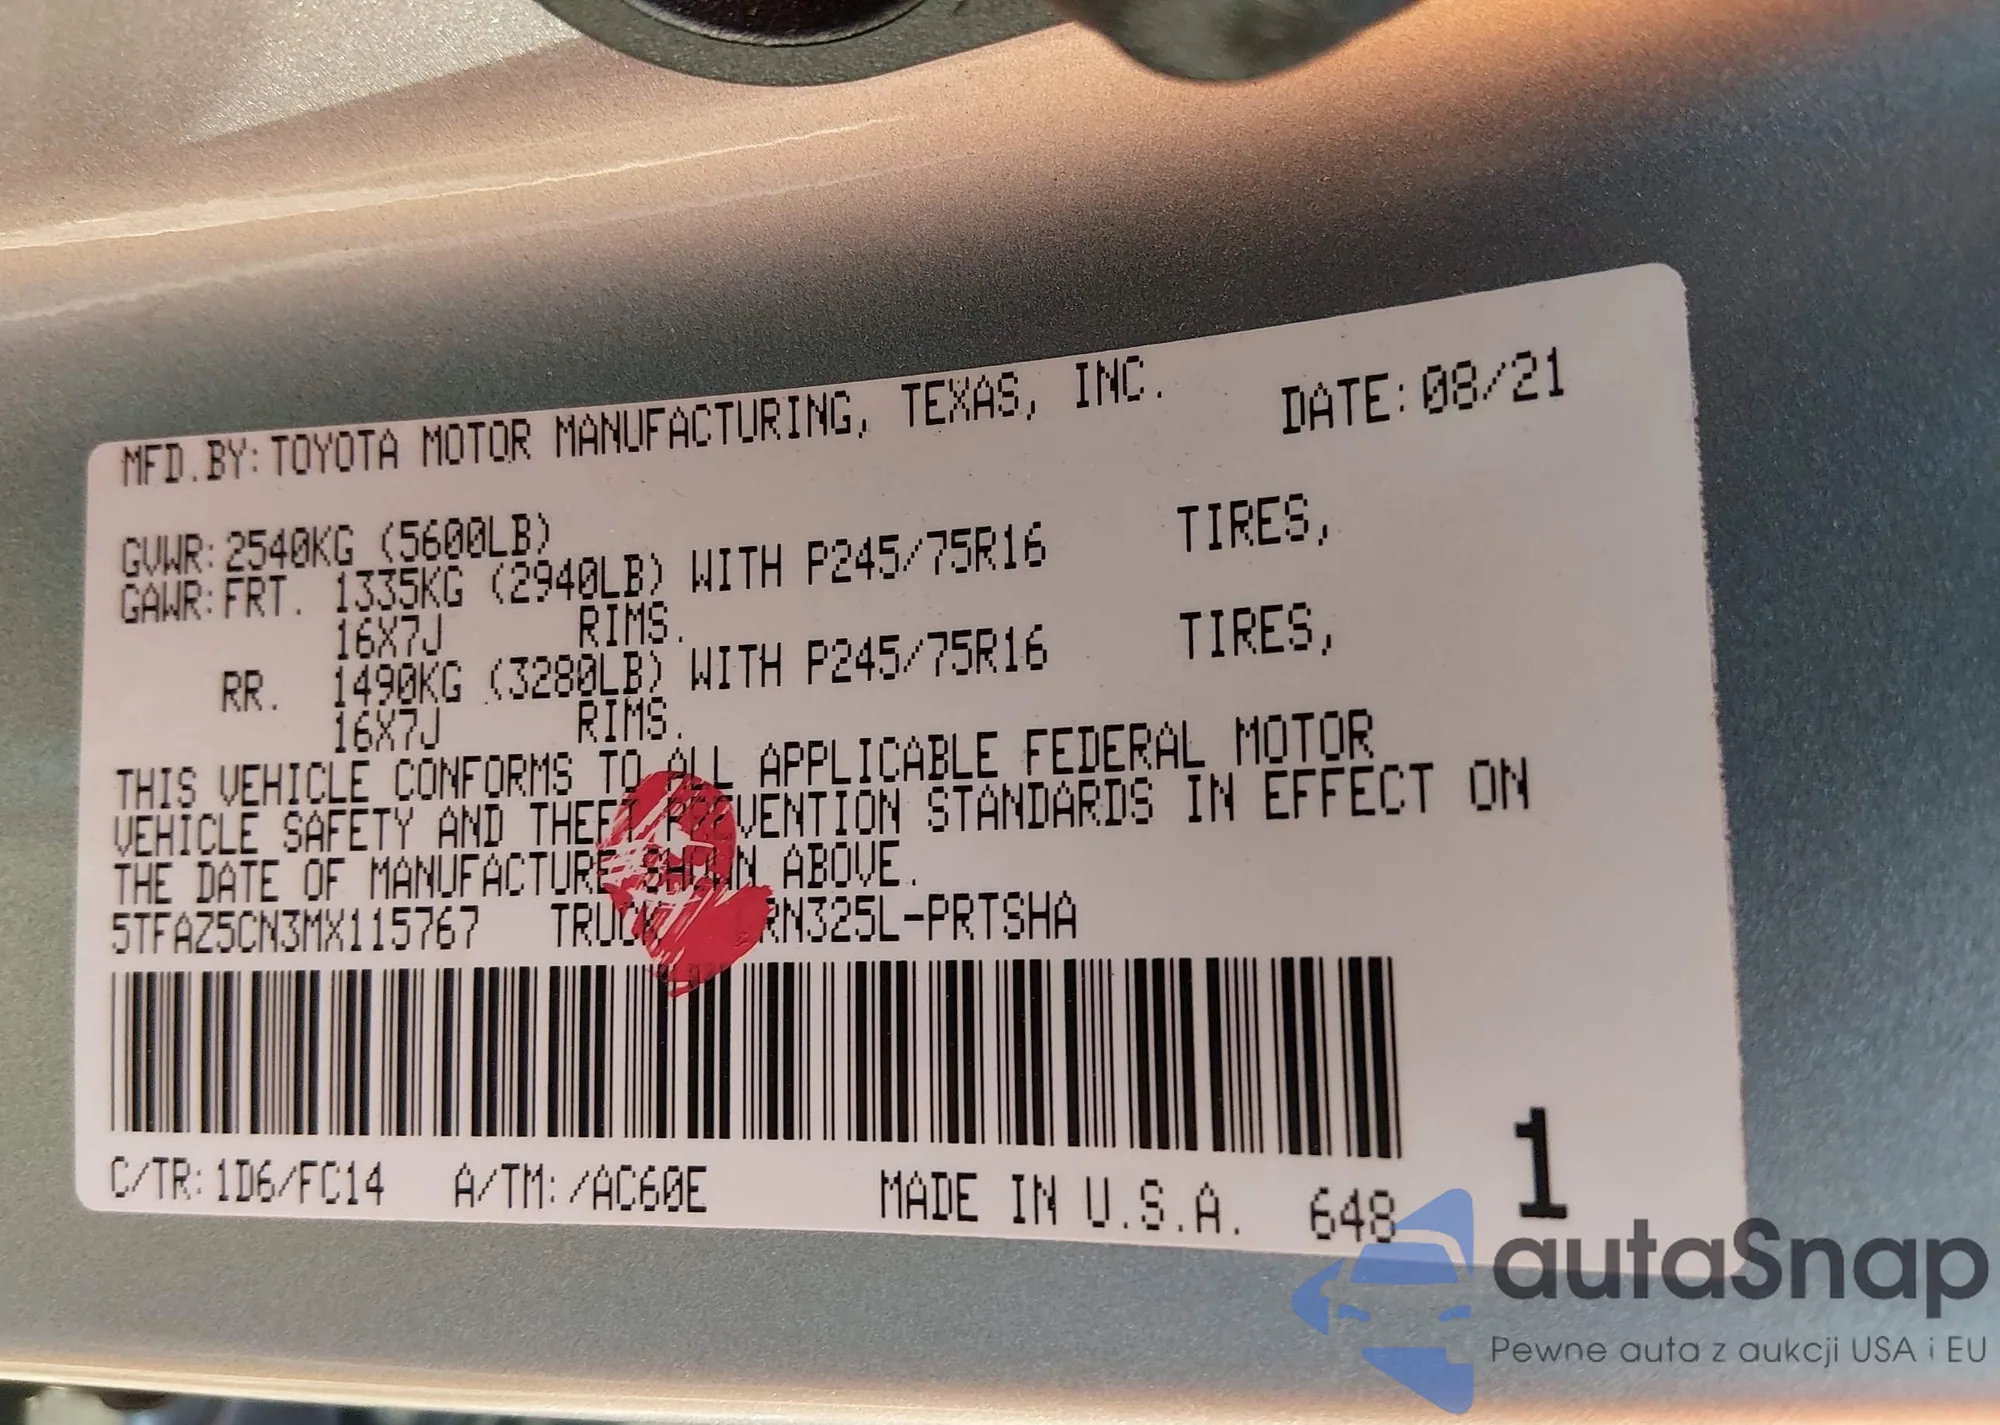 MFD.BY:TOYOTA MOTOR MANUFACTURING, TEXAS, INC. DATE:08/21
GVWR:2540KG (5600LB)
GAWR:FRT. 1335KG (2940LB) WITH P245/75R16 TIRES,
16X7J RIMS.
RR. 1490KG (3280LB) WITH P245/75R16 TIRES,
16X7J RIMS.
THIS VEHICLE CONFORMS TO ALL APPLICABLE FEDERAL MOTOR
VEHICLE SAFETY AND THEFT PREVENTION STANDARDS IN EFFECT ON
THE DATE OF MANUFACTURE SHOWN ABOVE.
5TFAZ5CN3MX115767 TRUCK RN325L-PRTSHA
C/TR:1D6/FC14 A/TM:/AC60E MADE IN U.S.A. 648
1
autaSnap
Pewne auta z aukcji USA i EU